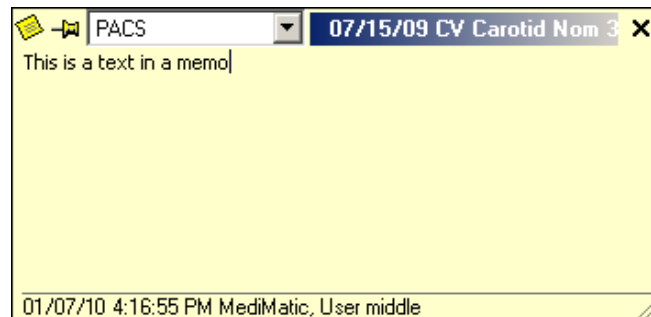 PACS 07/15/09 CV Carotid Nom 3
This is a text in a memo
01/07/10 4:16:55 PM MediMatic, User middle